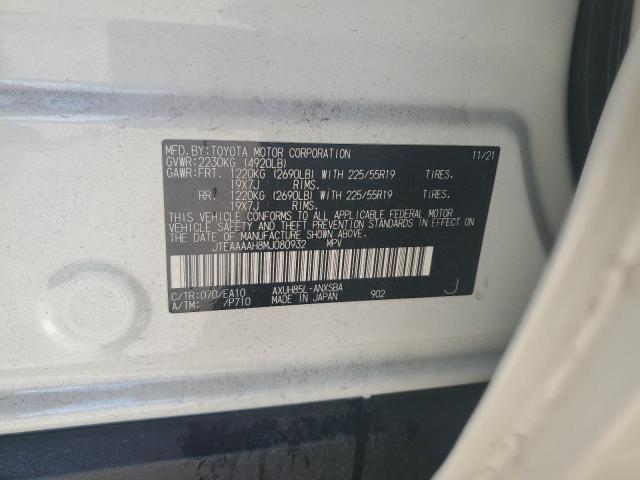 MFD.BY:TOYOTA MOTOR CORPORATION 11/21
GVWR:2230KG (4920LB)
GAWR:FRT. 1220KG (2690LB) WITH 225/55R19 TIRES.
19X7J RIMS.
RR. 1220KG (2690LB) WITH 225/55R19 TIRES.
19X7J RIMS.
THIS VEHICLE CONFORMS TO ALL APPLICABLE FEDERAL MOTOR
VEHICLE SAFETY AND THEFT PREVENTION STANDARDS IN EFFECT ON
THE DATE OF MANUFACTURE SHOWN ABOVE.
JTEAAAAH8MJ080932 MPV
C/TR:070/EA10 AXUH85L-ANXSBA
A/TM: /P710 MADE IN JAPAN 902 J